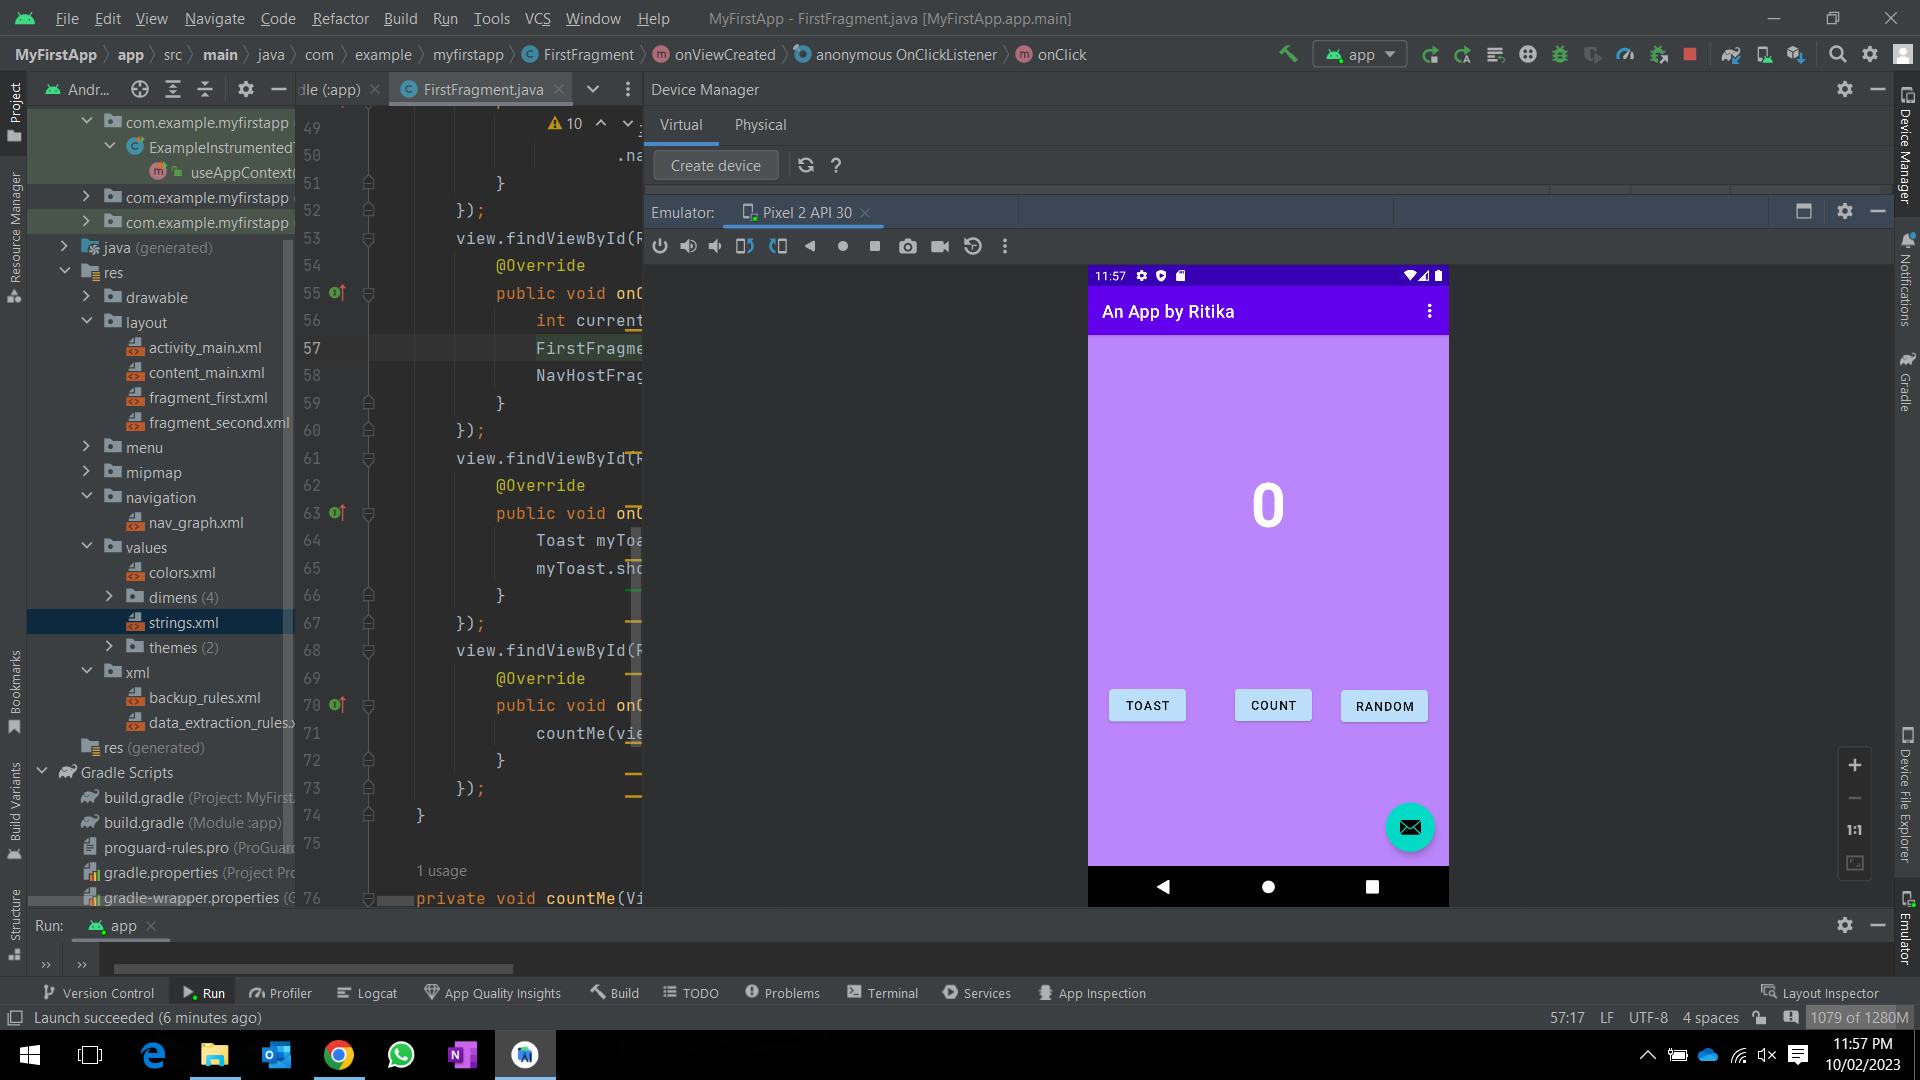 File Edit View Navigate Code Refactor Build Run Tools VCS Window Help MyFirstApp - FirstFragment.java [MyFirstApp.app.main]
MyFirstApp app src main java com example myfirstapp FirstFragment onViewCreated anonymous OnClickListener onClick app
Project
Resource Manager
Bookmarks
Build Variants
Structure
Andr...
com.example.myfirstapp
ExampleInstrumented
useAppContext(
com.example.myfirstapp
com.example.myfirstapp
java (generated)
res
drawable
layout
activity_main.xml
content_main.xml
fragment_first.xml
fragment_second.xml
menu
mipmap
navigation
nav_graph.xml
values
colors.xml
dimens (4)
strings.xml
themes (2)
xml
backup_rules.xml
data_extraction_rules.x
res (generated)
Gradle Scripts
build.gradle (Project: MyFirst
build.gradle (Module :app)
proguard-rules.pro (ProGuar
gradle.properties (Project Pro
gradle-wrapper.properties (G
dle (:app) FirstFragment.java
10
49
50 .na
51 }
52 });
53 view.findViewById(R
54 @Override
55 public void onC
56 int current
57 FirstFragme
58 NavHostFrag
59 }
60 });
61 view.findViewById(R
62 @Override
63 public void onC
64 Toast myToa
65 myToast.sho
66 }
67 });
68 view.findViewById(R
69 @Override
70 public void onC
71 countMe(vie
72 }
73 });
74 }
75
1 usage
76 private void countMe(Vi
Device Manager
Virtual Physical
Create device
Emulator: Pixel 2 API 30
11:57
An App by Ritika
0
TOAST COUNT RANDOM
1:1
Device Manager
Notifications
Gradle
Device File Explorer
Emulator
Run: app
Version Control Run Profiler Logcat App Quality Insights Build TODO Problems Terminal Services App Inspection Layout Inspector
Launch succeeded (6 minutes ago) 57:17 LF UTF-8 4 spaces 1079 of 1280M
11:57 PM
10/02/2023